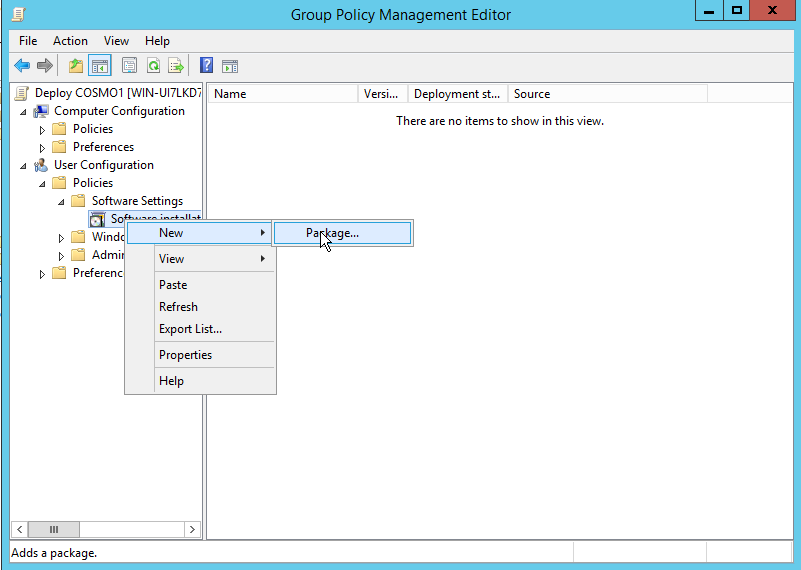 Group Policy Management Editor
File Action View Help
Name Versi... Deployment st... Source
There are no items to show in this view.
Deploy COSMO1 [WIN-UI7LKD7
Computer Configuration
Policies
Preferences
User Configuration
Policies
Software Settings
Software installat
Windo
Admin
Preferenc
New
Package...
View
Paste
Refresh
Export List...
Properties
Help
Adds a package.